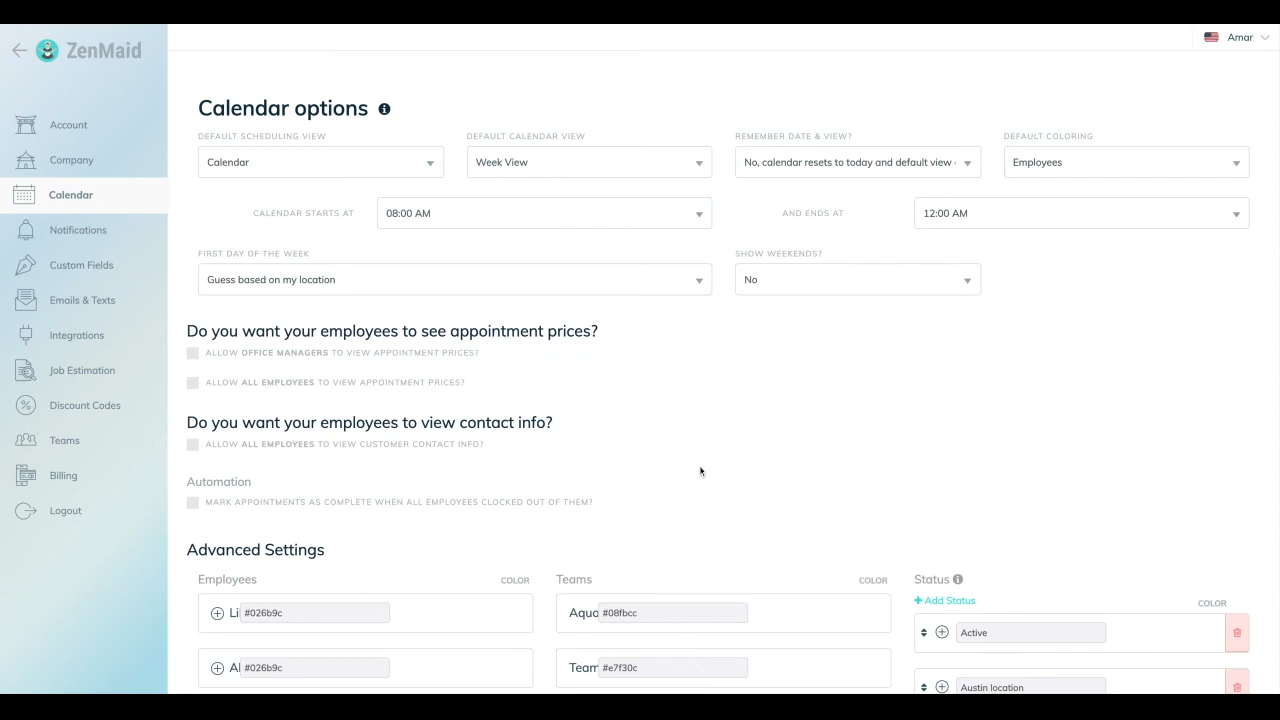 ZenMaid
Amar
Account
Company
Calendar
Notifications
Custom Fields
Emails & Texts
Integrations
Job Estimation
Discount Codes
Teams
Billing
Logout
Calendar options
DEFAULT SCHEDULING VIEW
DEFAULT CALENDAR VIEW
REMEMBER DATE & VIEW?
DEFAULT COLORING
Calendar
Week View
No, calendar resets to today and default view
Employees
CALENDAR STARTS AT
08:00 AM
AND ENDS AT
12:00 AM
FIRST DAY OF THE WEEK
SHOW WEEKENDS?
Guess based on my location
No
Do you want your employees to see appointment prices?
ALLOW OFFICE MANAGERS TO VIEW APPOINTMENT PRICES?
ALLOW ALL EMPLOYEES TO VIEW APPOINTMENT PRICES?
Do you want your employees to view contact info?
ALLOW ALL EMPLOYEES TO VIEW CUSTOMER CONTACT INFO?
Automation
MARK APPOINTMENTS AS COMPLETE WHEN ALL EMPLOYEES CLOCKED OUT OF THEM?
Advanced Settings
Employees
COLOR
Teams
COLOR
Status
+ Add Status
COLOR
Li #026b9c
Aqua #08fbcc
Active
#026b9c
Team #e7f30c
Austin location